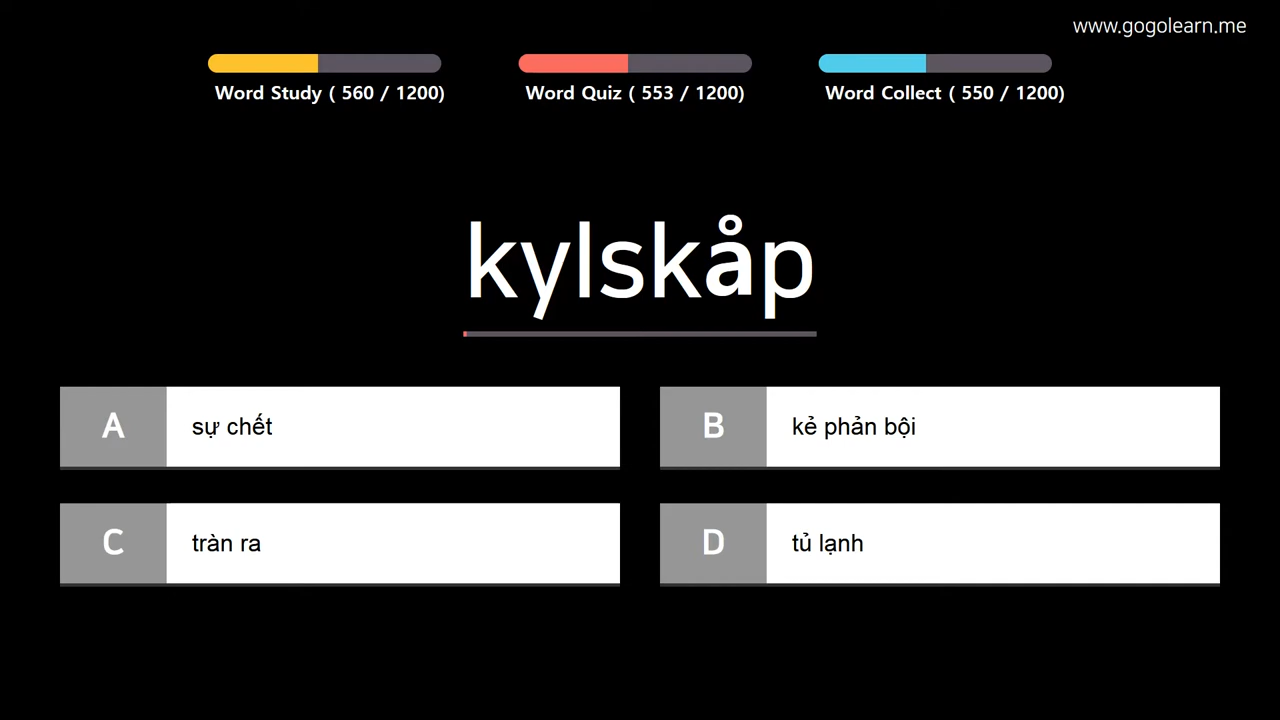 www.gogolearn.me
Word Study ( 560 / 1200)
Word Quiz ( 553 / 1200)
Word Collect ( 550 / 1200)
kylskåp
A sự chết
B kẻ phản bội
C tràn ra
D tủ lạnh